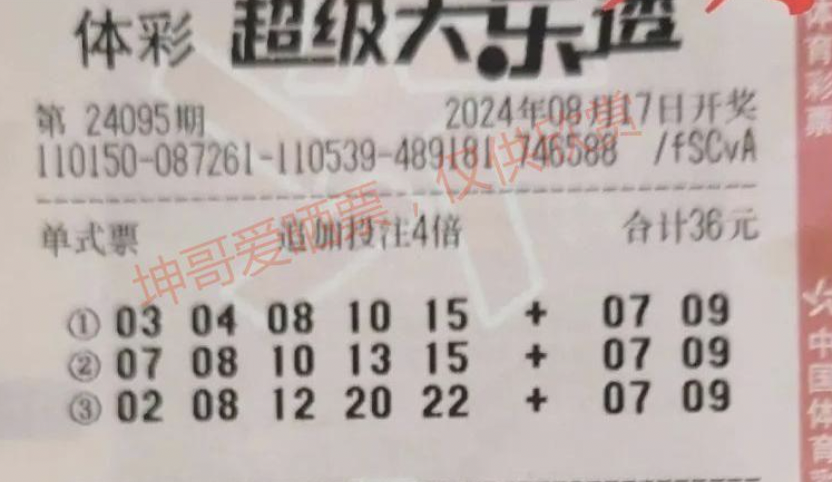 体彩 超级大乐透
第 24095期 2024年08月17日开奖
110150-087261-110539-489181 746588 /fSCvA
单式票 追加投注4倍 合计36元
① 03 04 08 10 15 + 07 09
② 07 08 10 13 15 + 07 09
③ 02 08 12 20 22 + 07 09
坤哥爱晒票，仅供欣赏
体育彩票
中国体育